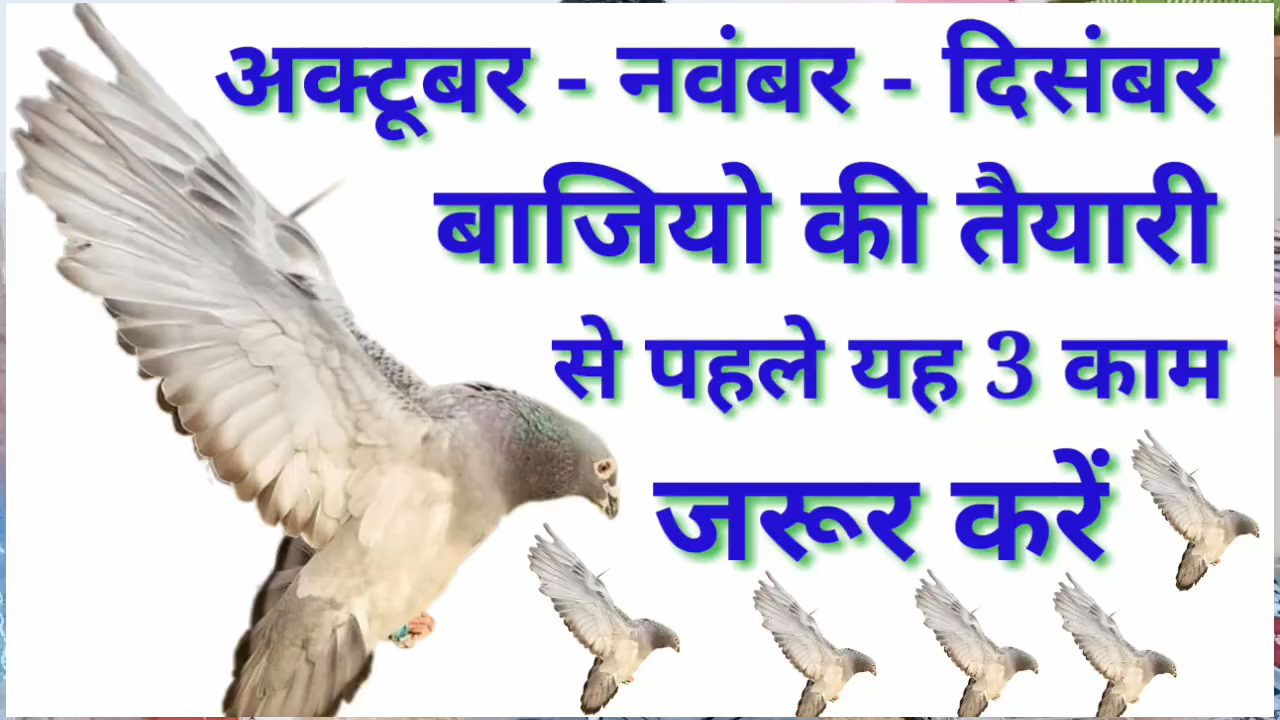 अक्टूबर - नवंबर - दिसंबर
बाजियो की तैयारी
से पहले यह 3 काम
जरूर करें